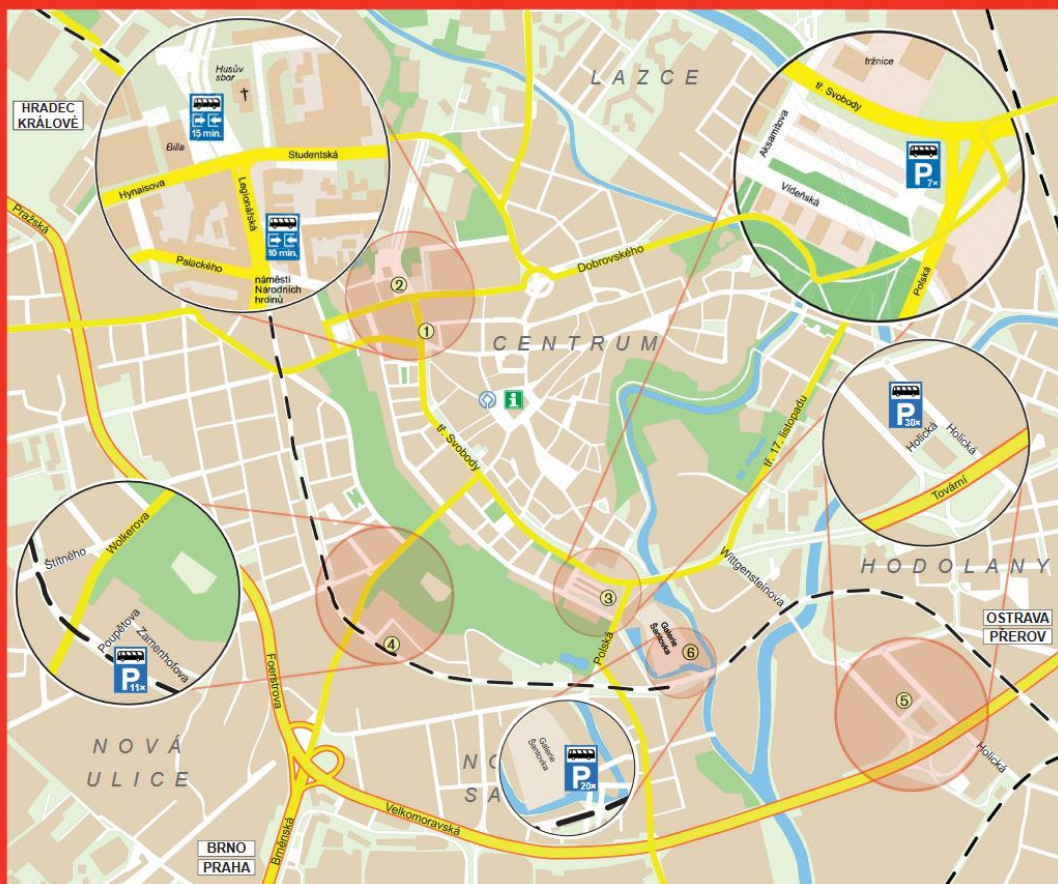 HRADEC
KRÁLOVÉ
Husův
sbor
15 min.
Billa
Studentská
Hynaisova
Legionářská
10 min.
Palackého
náměstí
Národních
hrdinů
LAZCE
tržnice
tř. Svobody
Aksamitova
P
7×
Vídeňská
Polská
Pražská
Dobrovského
②
①
CENTRUM
i
tř. Svobody
tř. 17. listopadu
P
38×
Holická
Holická
Tovární
Wolkerova
Štítného
Poupětova
Zamenhofova
P
11×
Wittgensteinova
HODOLANY
OSTRAVA
PŘEROV
③
④
Galerie
Šantovka
⑥
Polská
⑤
Foerstrova
Holická
NOVÁ
ULICE
Galerie
Šantovka
P
20×
Velkomoravská
Brněnská
BRNO
PRAHA